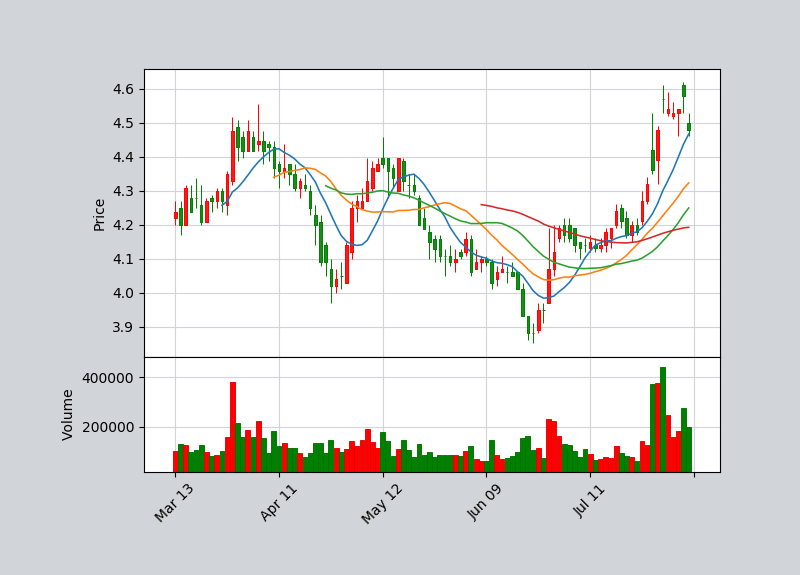 4.6
4.5
4.4
4.3
4.2
4.1
4.0
3.9
Price
400000
200000
Volume
Mar 13
Apr 11
May 12
Jun 09
Jul 11